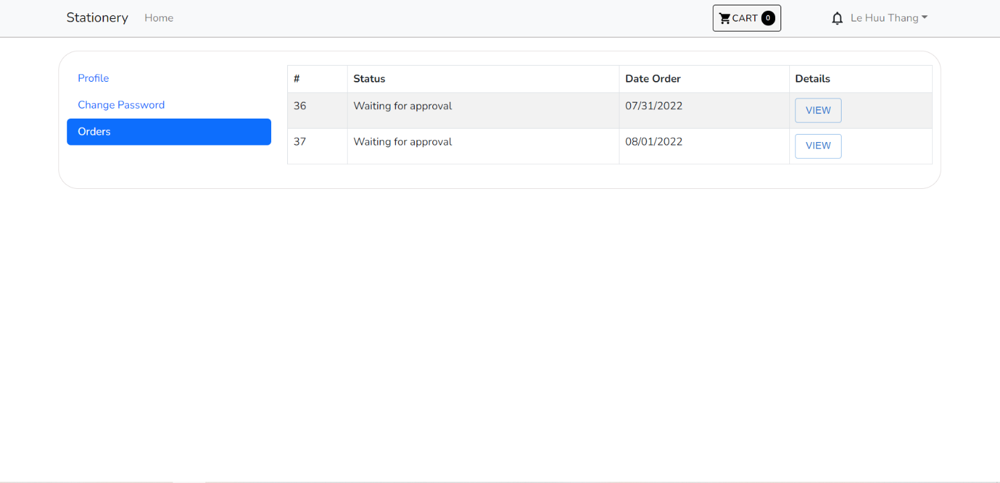 Stationery Home CART 0 Le Huu Thang
Profile
Change Password
Orders
# Status Date Order Details
36 Waiting for approval 07/31/2022 VIEW
37 Waiting for approval 08/01/2022 VIEW